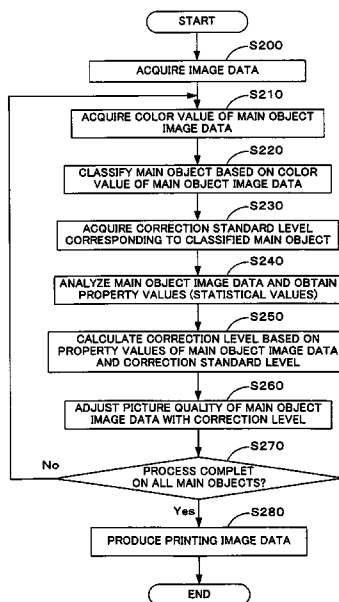 START
S200
ACQUIRE IMAGE DATA
S210
ACQUIRE COLOR VALUE OF MAIN OBJECT
IMAGE DATA
S220
CLASSIFY MAIN OBJECT BASED ON COLOR
VALUE OF MAIN OBJECT IMAGE DATA
S230
ACQUIRE CORRECTION STANDARD LEVEL
CORRESPONDING TO CLASSIFIED MAIN OBJECT
S240
ANALYZE MAIN OBJECT IMAGE DATA AND OBTAIN
PROPERTY VALUES (STATISTICAL VALUES)
S250
CALCULATE CORRECTION LEVEL BASED ON
PROPERTY VALUES OF MAIN OBJECT IMAGE DATA
AND CORRECTION STANDARD LEVEL
S260
ADJUST PICTURE QUALITY OF MAIN OBJECT
IMAGE DATA WITH CORRECTION LEVEL
S270
No
PROCESS COMPLET
ON ALL MAIN OBJECTS?
Yes
S280
PRODUCE PRINTING IMAGE DATA
END